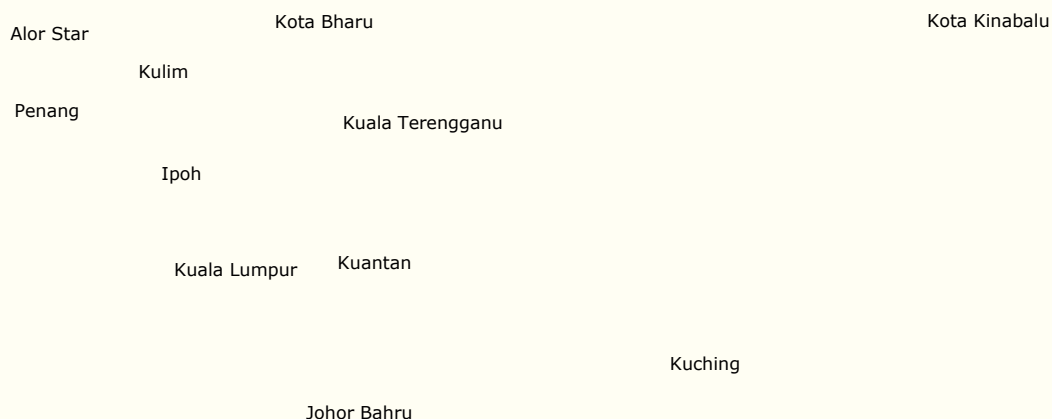 Kota Bharu
Kota Kinabalu
Alor Star
Kulim
Penang
Kuala Terengganu
Ipoh
Kuala Lumpur
Kuantan
Kuching
Johor Bahru